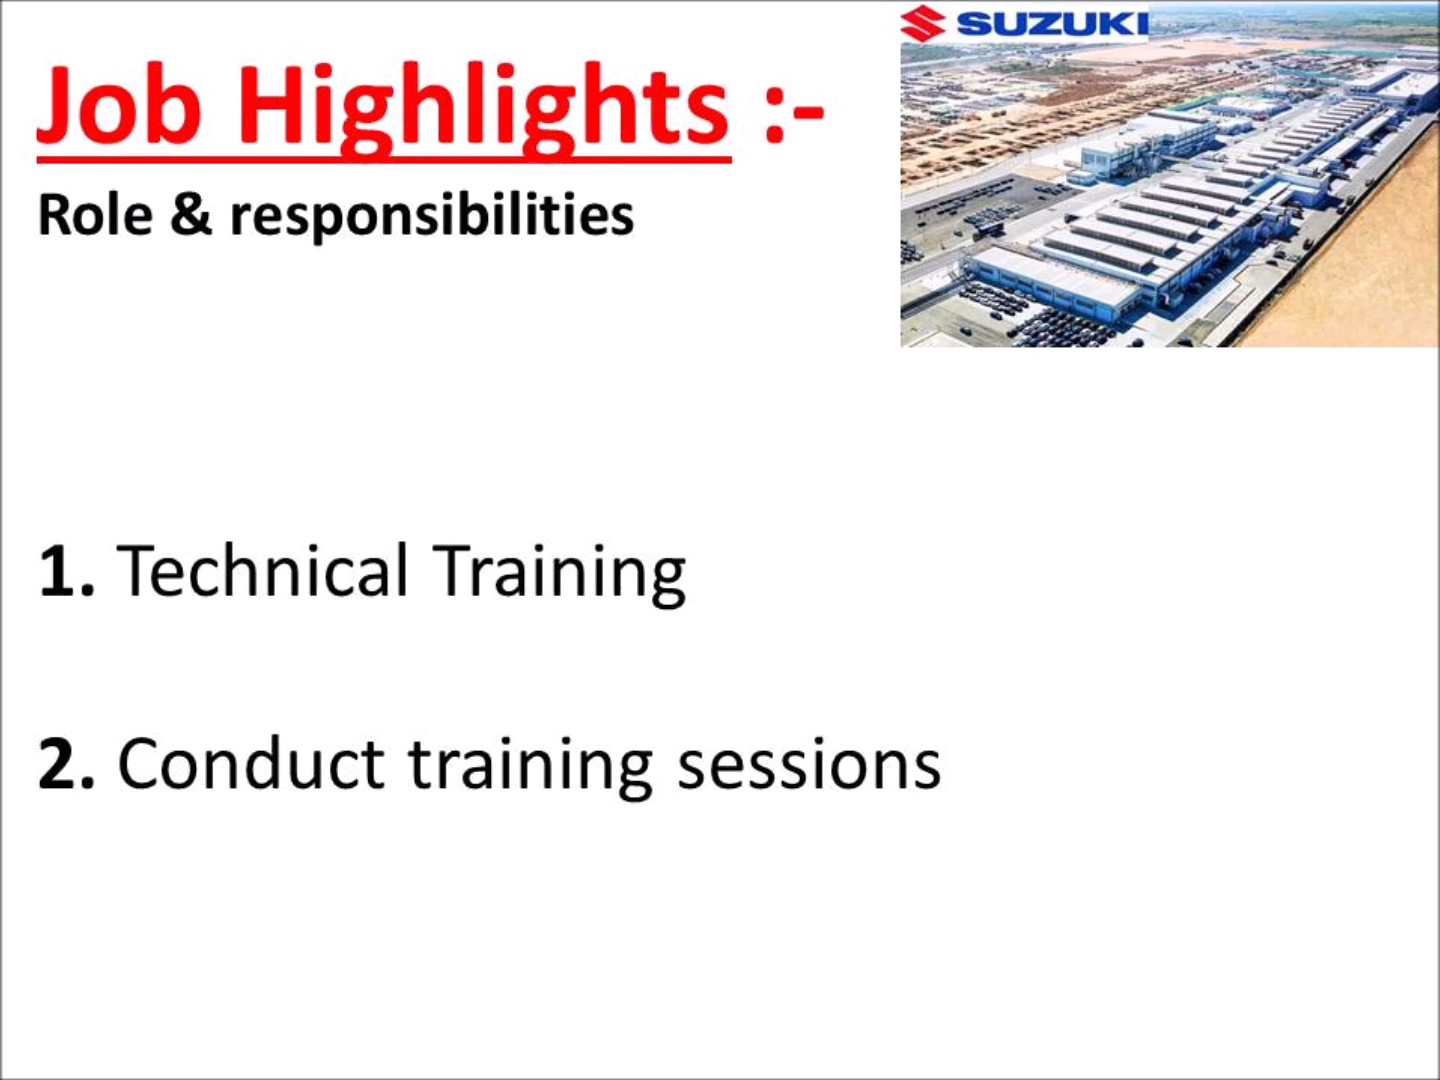 SUZUKI
Job Highlights :-
Role & responsibilities
1. Technical Training
2. Conduct training sessions